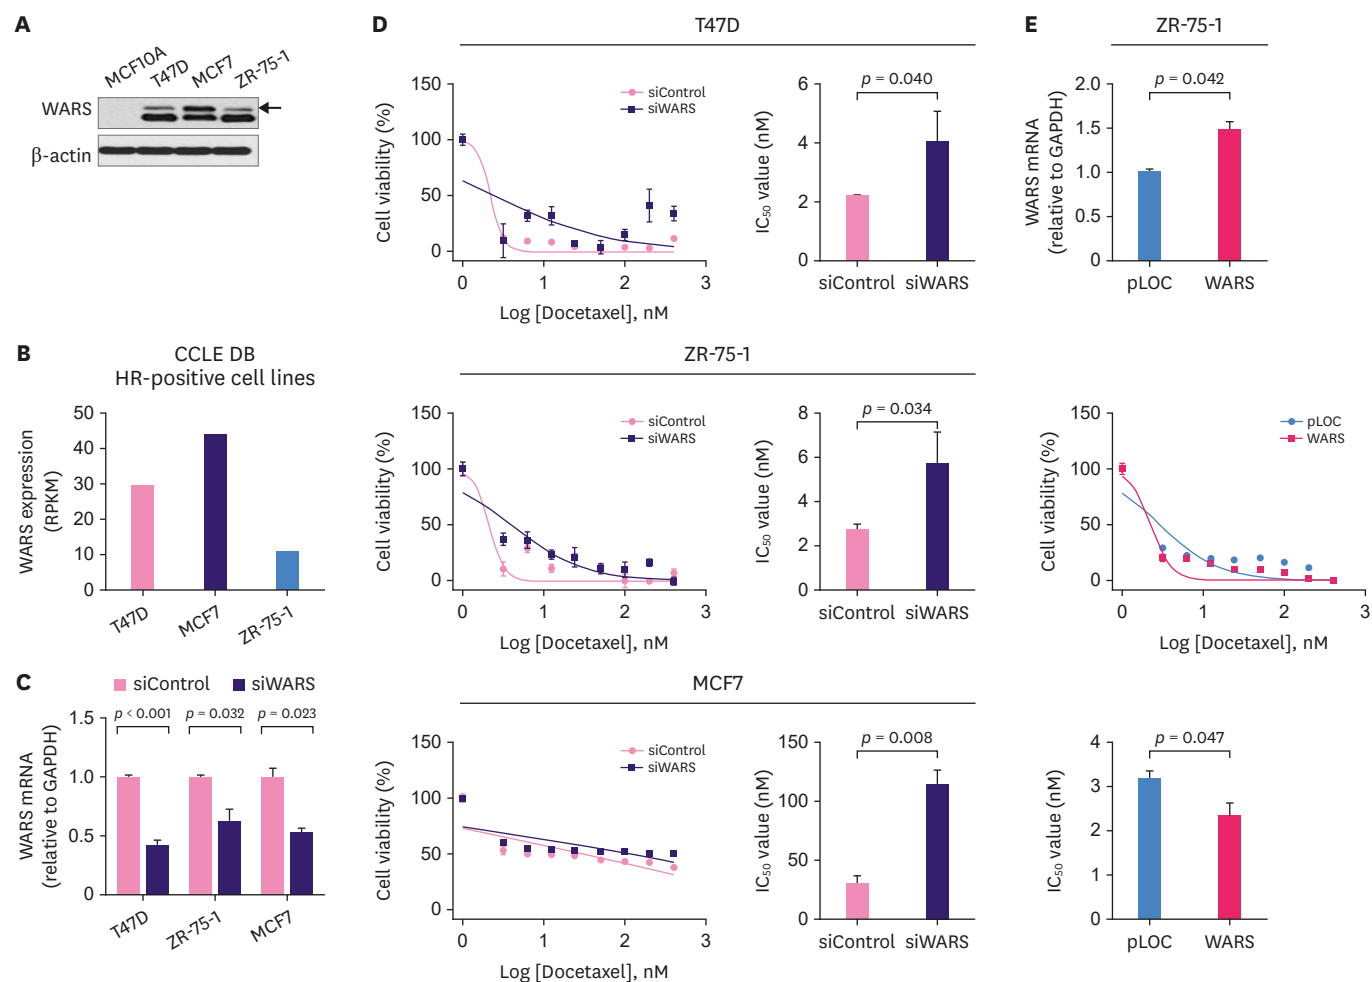 A
MCF10A
T47D
MCF7
ZR-75-1
WARS
β-actin
B
CCLE DB
HR-positive cell lines
WARS expression
(RPKM)
50
40
30
20
10
0
T47D
MCF7
ZR-75-1
C
siControl
siWARS
WARS mRNA
(relative to GAPDH)
1.5
1.0
0.5
0
p < 0.001
p = 0.032
p = 0.023
T47D
ZR-75-1
MCF7
D
T47D
Cell viability (%)
150
100
50
0
siControl
siWARS
0
1
2
3
Log [Docetaxel], nM
IC50 value (nM)
6
4
2
0
p = 0.040
siControl
siWARS
ZR-75-1
Cell viability (%)
150
100
50
0
siControl
siWARS
0
1
2
3
Log [Docetaxel], nM
IC50 value (nM)
8
6
4
2
0
p = 0.034
siControl
siWARS
MCF7
Cell viability (%)
150
100
50
0
siControl
siWARS
0
1
2
3
Log [Docetaxel], nM
IC50 value (nM)
150
100
50
0
p = 0.008
siControl
siWARS
E
ZR-75-1
WARS mRNA
(relative to GAPDH)
2.0
1.5
1.0
0.5
0
p = 0.042
pLOC
WARS
Cell viability (%)
150
100
50
0
pLOC
WARS
0
1
2
3
Log [Docetaxel], nM
IC50 value (nM)
4
3
2
1
0
p = 0.047
pLOC
WARS